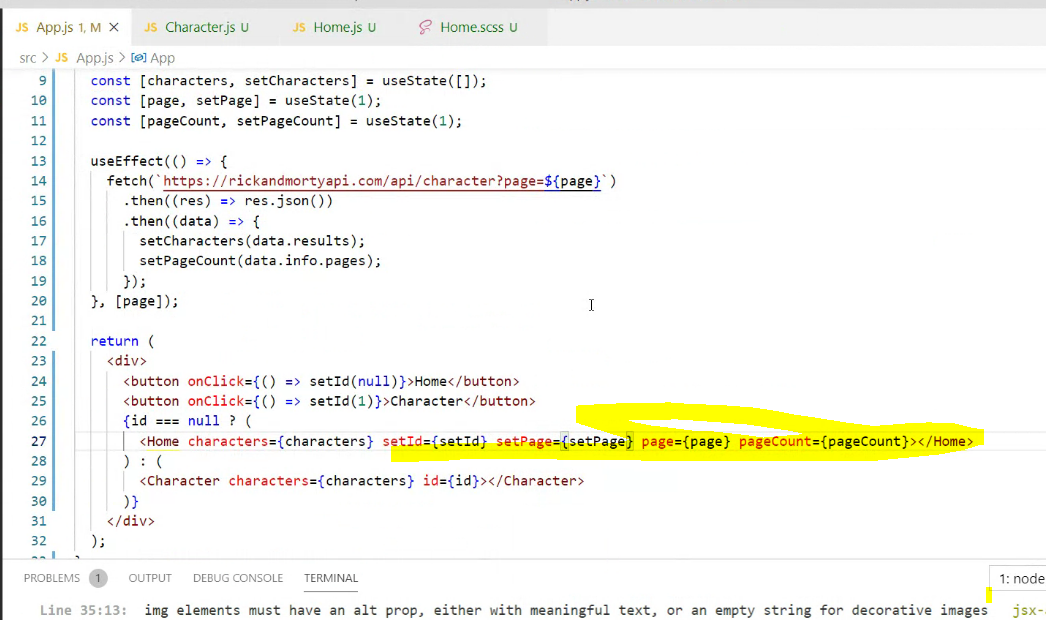 JS App.js 1, M ✕ JS Character.js U JS Home.js U Home.scss U
src > JS App.js > App
9 const [characters, setCharacters] = useState([]);
10 const [page, setPage] = useState(1);
11 const [pageCount, setPageCount] = useState(1);
12
13 useEffect(() => {
14 fetch(`https://rickandmortyapi.com/api/character?page=${page}`)
15 .then((res) => res.json())
16 .then((data) => {
17 setCharacters(data.results);
18 setPageCount(data.info.pages);
19 });
20 }, [page]);
21
22 return (
23 <div>
24 <button onClick={() => setId(null)}>Home</button>
25 <button onClick={() => setId(1)}>Character</button>
26 {id === null ? (
27 <Home characters={characters} setId={setId} setPage={setPage} page={page} pageCount={pageCount}></Home>
28 ) : (
29 <Character characters={characters} id={id}></Character>
30 )}
31 </div>
32 );
PROBLEMS 1 OUTPUT DEBUG CONSOLE TERMINAL 1: node
Line 35:13: img elements must have an alt prop, either with meaningful text, or an empty string for decorative images jsx-